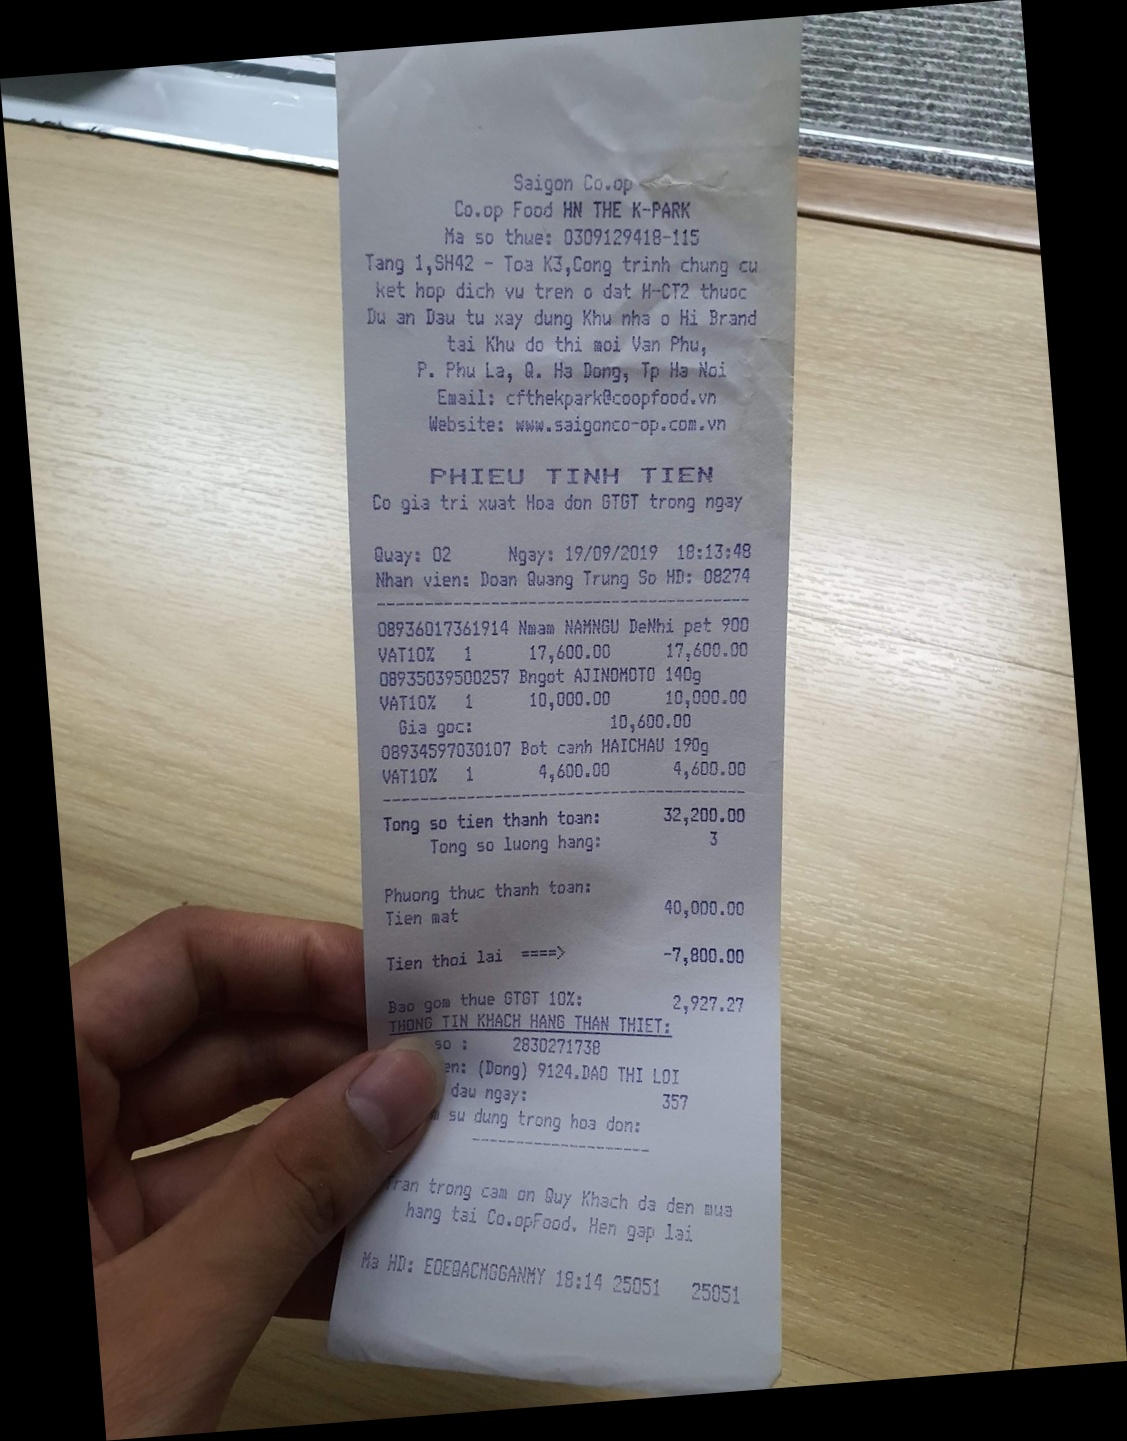 Saigon Co.op
Co.op Food HN THE K-PARK
Ma so thue: 0309129418-115
Tang 1,SH42 - Toa K3,Cong trinh chung cu
ket hop dich vu tren o dat H-CT2 thuoc
Du an Dau tu xay dung Khu nha o Hi Brand
tai Khu do thi moi Van Phu,
P. Phu La, Q. Ha Dong, Tp Ha Noi
Email: cfthekpark@coopfood.vn
Website: www.saigonco-op.com.vn
PHIEU TINH TIEN
Co gia tri xuat Hoa don GTGT trong ngay
Quay: 02 Ngay: 19/09/2019 18:13:48
Nhan vien: Doan Quang Trung So HD: 08274
08936017361914 Nmam NAMNGU DeNhi pet 900
VAT10% 1 17,600.00 17,600.00
08935039500257 Bngot AJINOMOTO 140g
VAT10% 1 10,000.00 10,000.00
Gia goc: 10,600.00
08934597030107 Bot canh HAICHAU 190g
VAT10% 1 4,600.00 4,600.00
Tong so tien thanh toan: 32,200.00
Tong so luong hang: 3
Phuong thuc thanh toan:
Tien mat 40,000.00
Tien thoi lai ====> -7,800.00
Bao gom thue GTGT 10%: 2,927.27
THONG TIN KHACH HANG THAN THIET:
so : 2830271738
(Dong) 9124.DAO THI LOI
dau ngay: 357
su dung trong hoa don:
Tran trong cam on Quy Khach da den mua
hang tai Co.opFood. Hen gap lai
Ma HD: EOEQACMGGANMY 18:14 25051 25051